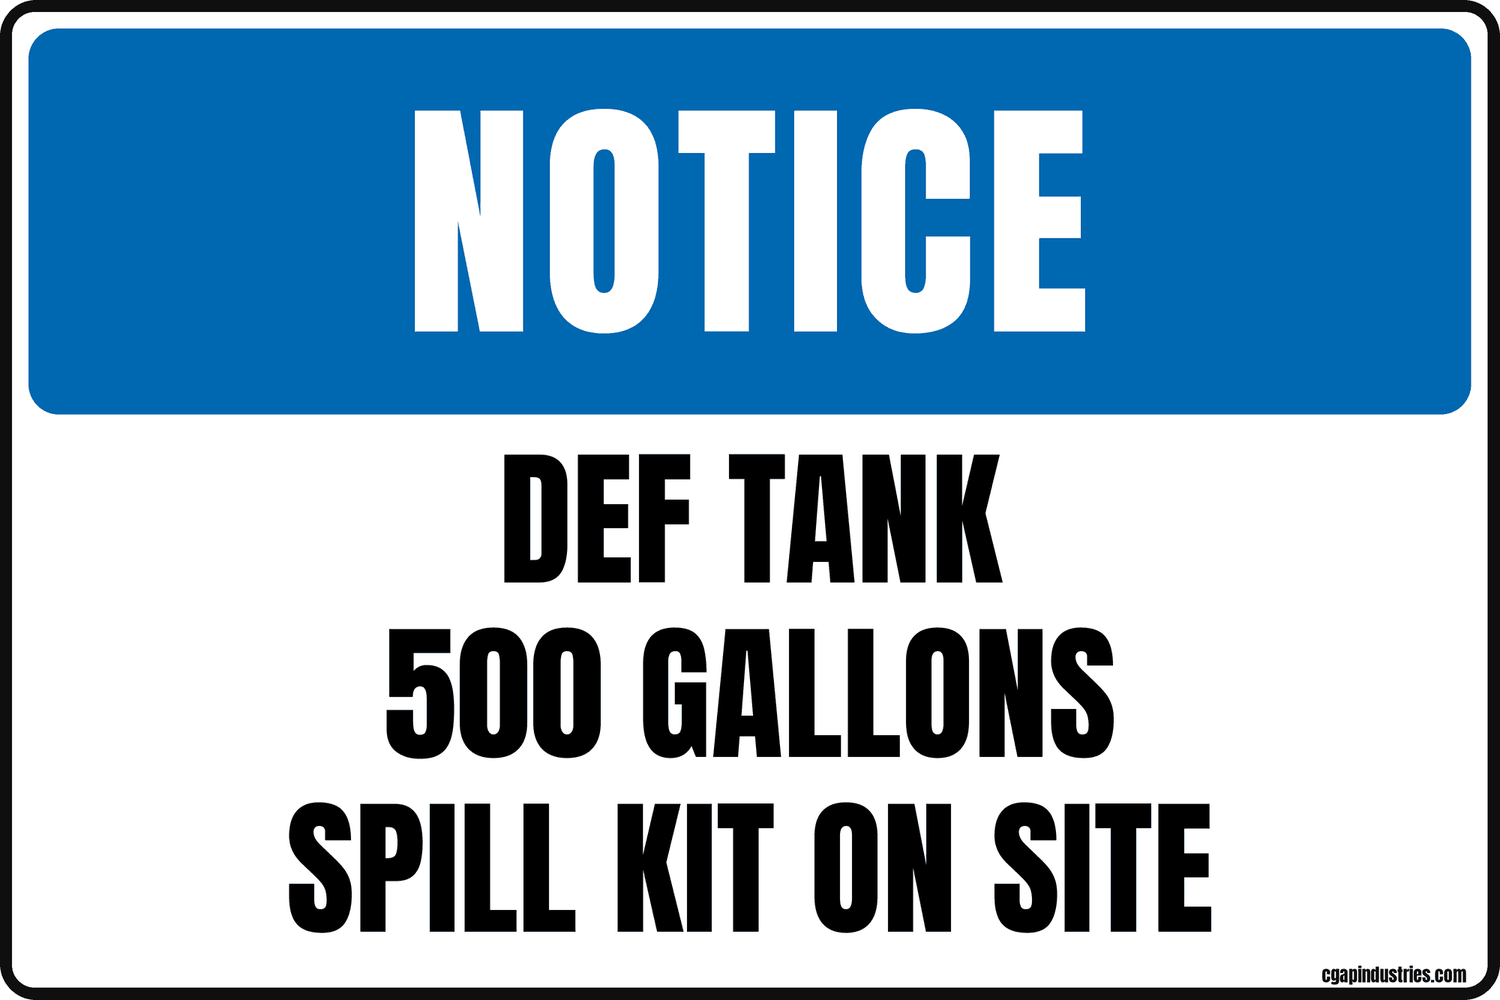 NOTICE
DEF TANK
500 GALLONS
SPILL KIT ON SITE
cgapindustries.com